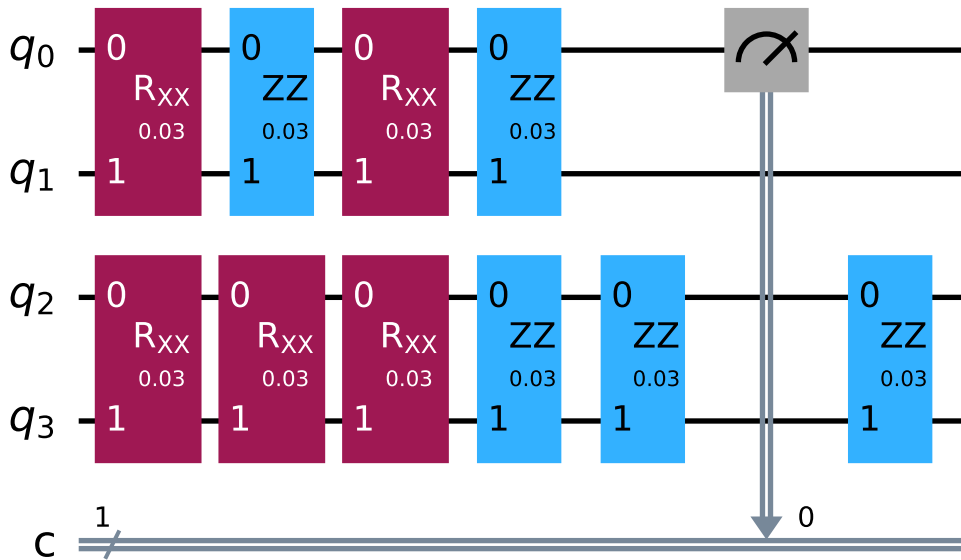 q0 0 0 0 0
RXX ZZ RXX ZZ
0.03 0.03 0.03 0.03
q1 1 1 1 1
q2 0 0 0 0 0 0
RXX RXX RXX ZZ ZZ ZZ
0.03 0.03 0.03 0.03 0.03 0.03
q3 1 1 1 1 1 1
1 0
c